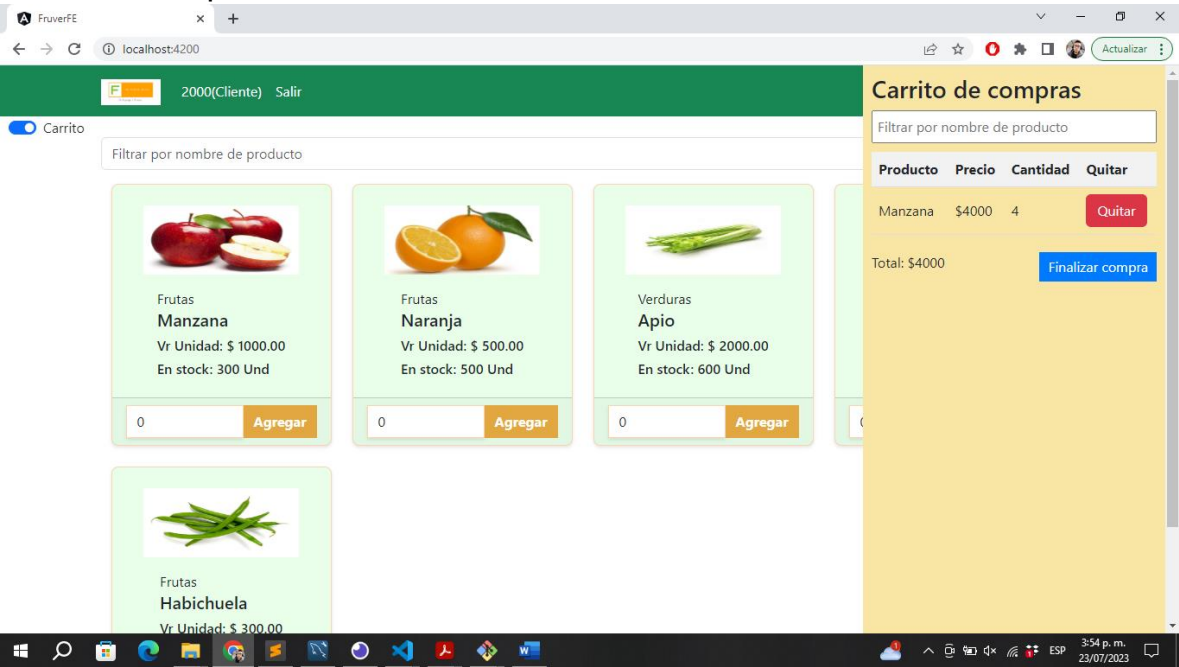 FruverFE
localhost:4200
Actualizar
F
2000(Cliente) Salir
Carrito
Filtrar por nombre de producto
Frutas
Manzana
Vr Unidad: $ 1000.00
En stock: 300 Und
0 Agregar
Frutas
Naranja
Vr Unidad: $ 500.00
En stock: 500 Und
0 Agregar
Verduras
Apio
Vr Unidad: $ 2000.00
En stock: 600 Und
0 Agregar
Frutas
Habichuela
Vr Unidad: $ 300.00
Carrito de compras
Filtrar por nombre de producto
Producto Precio Cantidad Quitar
Manzana $4000 4 Quitar
Total: $4000 Finalizar compra
ESP
3:54 p. m.
23/07/2023